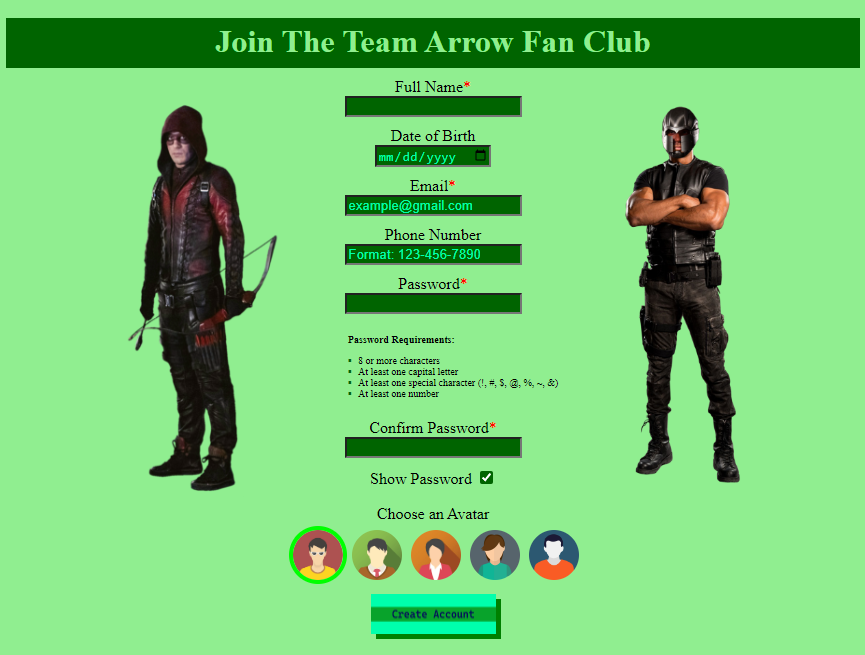 Join The Team Arrow Fan Club
Full Name*
Date of Birth
mm/dd/yyyy
Email*
example@gmail.com
Phone Number
Format: 123-456-7890
Password*
Password Requirements:
8 or more characters
At least one capital letter
At least one special character (!, #, $, @, %, ~, &)
At least one number
Confirm Password*
Show Password
Choose an Avatar
Create Account